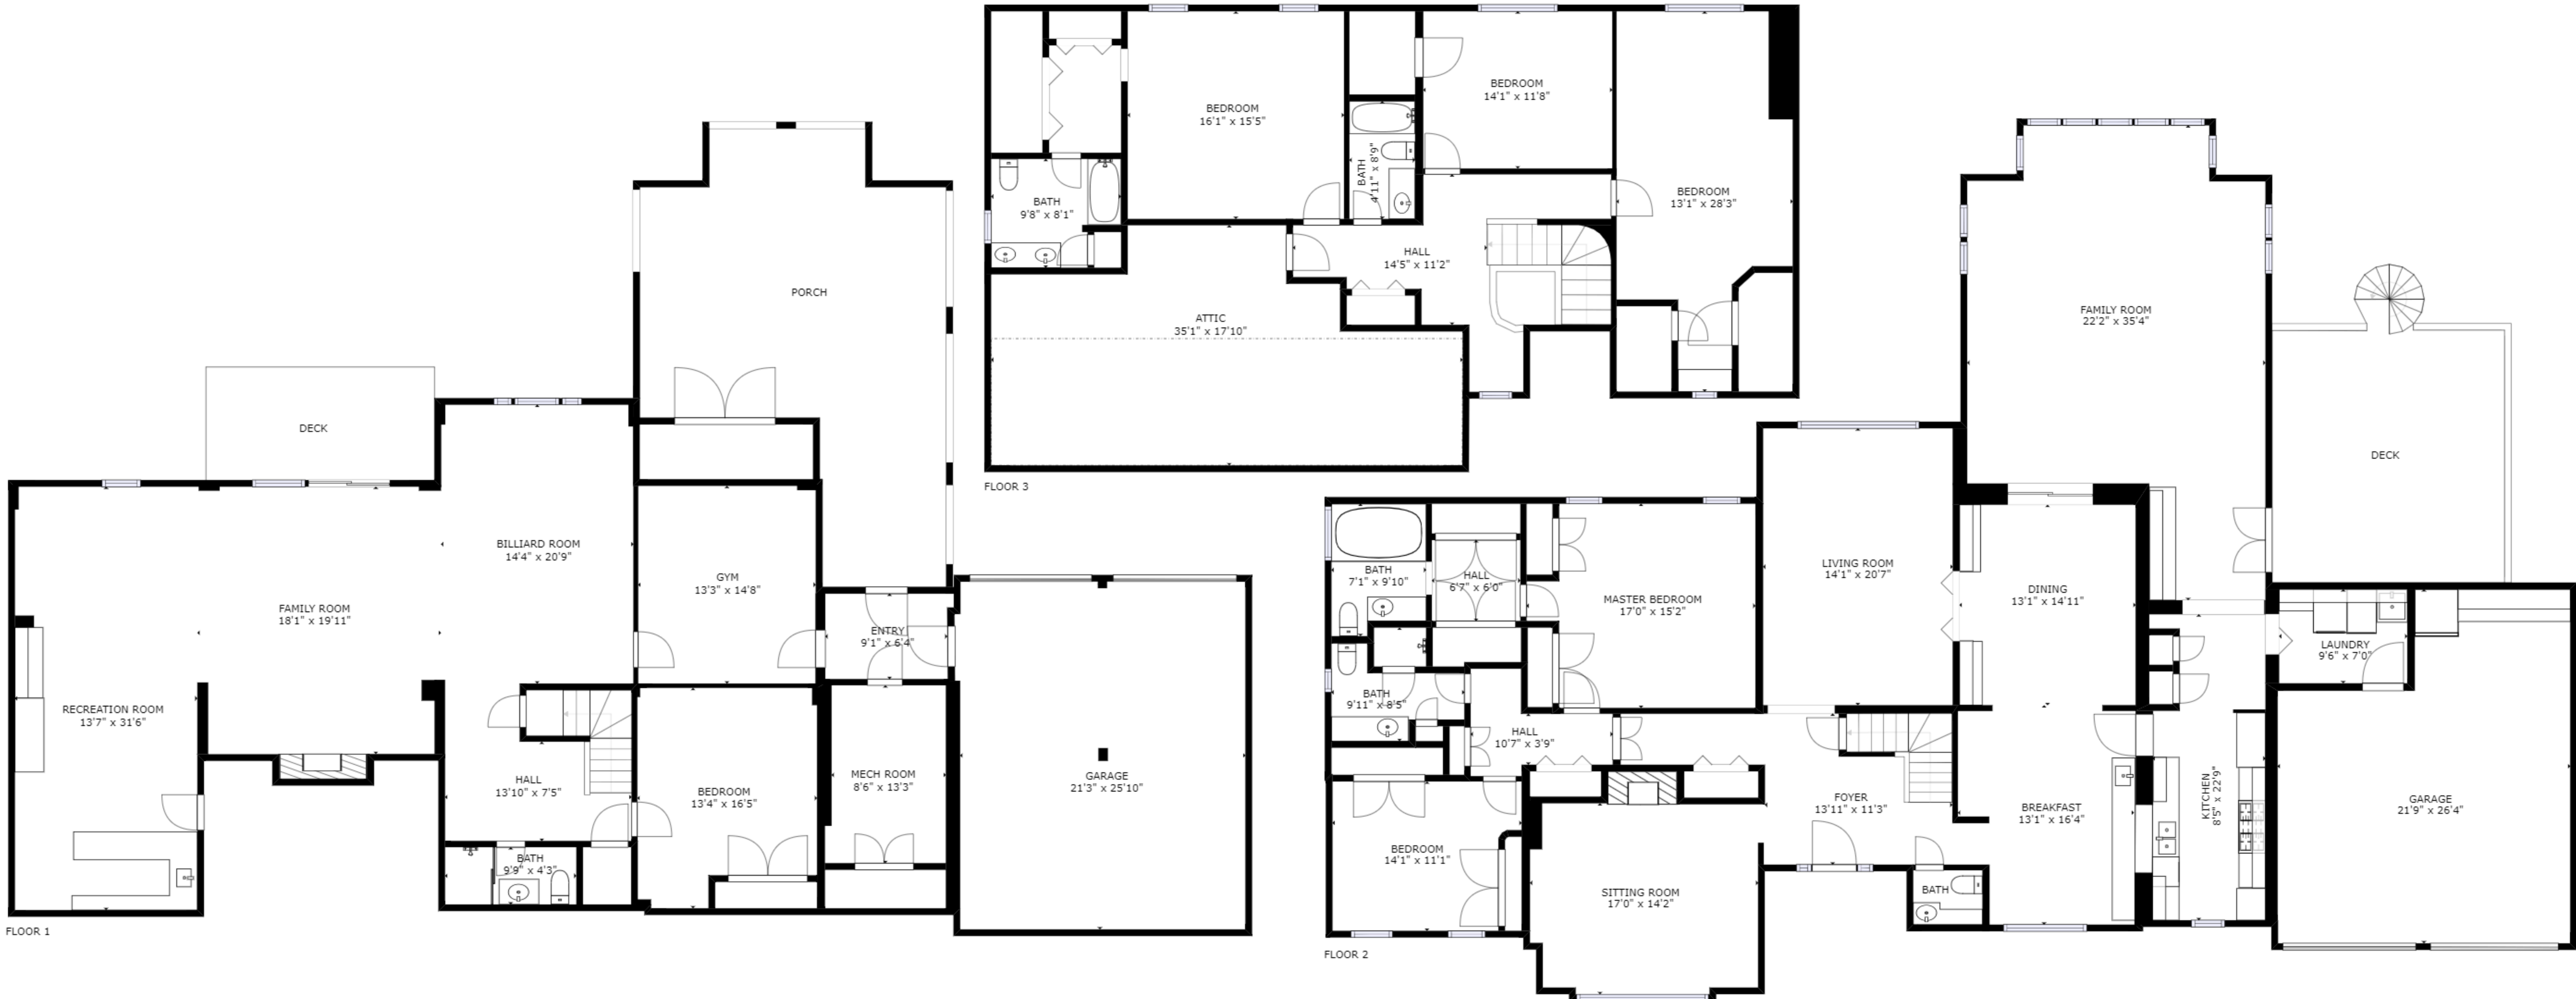 PORCH
DECK
BILLIARD ROOM
14'4" x 20'9"
GYM
13'3" x 14'8"
FAMILY ROOM
18'1" x 19'11"
ENTRY
9'1" x 6'4"
RECREATION ROOM
13'7" x 31'6"
HALL
13'10" x 7'5"
BEDROOM
13'4" x 16'5"
MECH ROOM
8'6" x 13'3"
GARAGE
21'3" x 25'10"
BATH
9'9" x 4'3"
FLOOR 1
BEDROOM
16'1" x 15'5"
BEDROOM
14'1" x 11'8"
BATH
4'11" x 8'9"
BEDROOM
13'1" x 28'3"
BATH
9'8" x 8'1"
HALL
14'5" x 11'2"
ATTIC
35'1" x 17'10"
FLOOR 3
FAMILY ROOM
22'2" x 35'4"
DECK
LIVING ROOM
14'1" x 20'7"
BATH
7'1" x 9'10"
HALL
6'7" x 6'0"
MASTER BEDROOM
17'0" x 15'2"
DINING
13'1" x 14'11"
LAUNDRY
9'6" x 7'0"
BATH
9'11" x 8'5"
HALL
10'7" x 3'9"
FOYER
13'11" x 11'3"
BREAKFAST
13'1" x 16'4"
KITCHEN
8'5" x 22'9"
GARAGE
21'9" x 26'4"
BEDROOM
14'1" x 11'1"
SITTING ROOM
17'0" x 14'2"
BATH
FLOOR 2